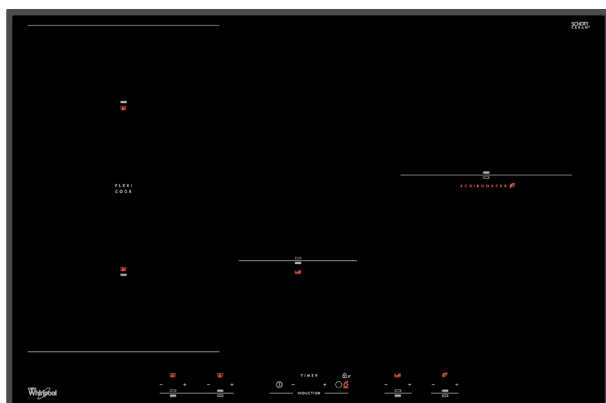 SCHOTT
CERAN®
FLEXI
COOK
ECOBOOSTER
TIMER
INDUCTION
Whirlpool